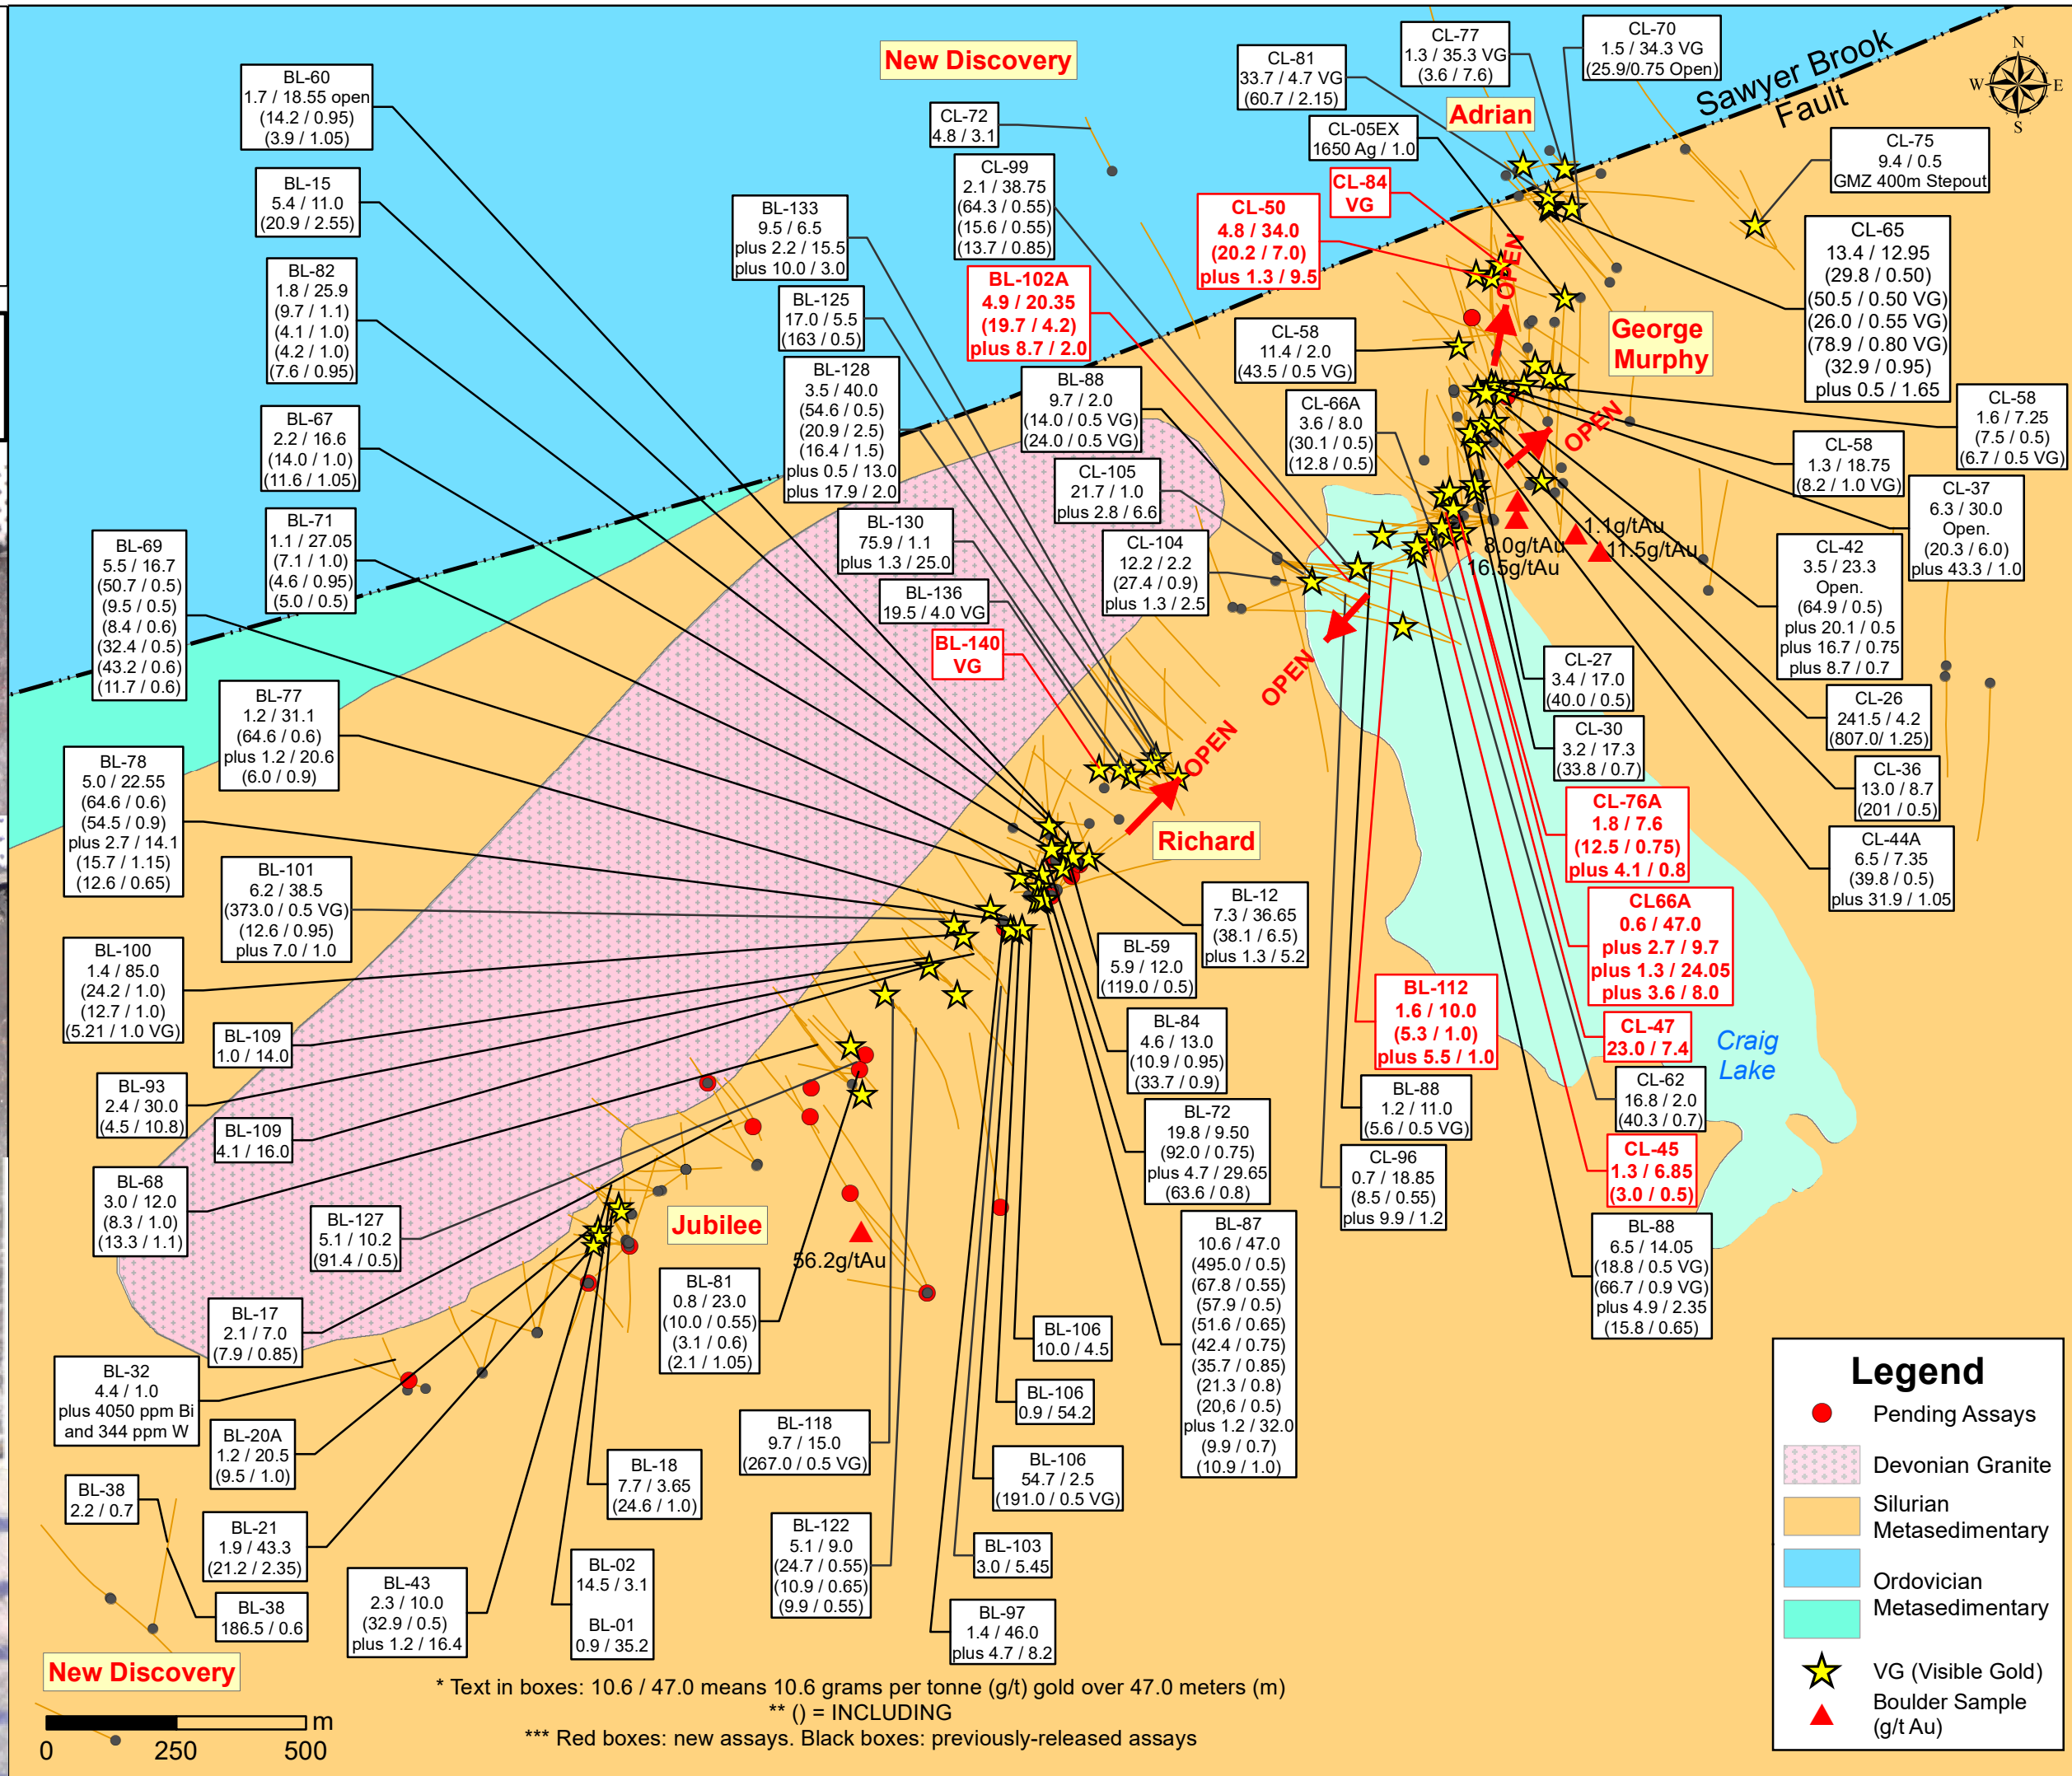 New Discovery
Sawyer Brook
Fault
N
W
E
S
BL-60
1.7 / 18.55 open
(14.2 / 0.95)
(3.9 / 1.05)
BL-15
5.4 / 11.0
(20.9 / 2.55)
BL-82
1.8 / 25.9
(9.7 / 1.1)
(4.1 / 1.0)
(4.2 / 1.0)
(7.6 / 0.95)
BL-67
2.2 / 16.6
(14.0 / 1.0)
(11.6 / 1.05)
BL-71
1.1 / 27.05
(7.1 / 1.0)
(4.6 / 0.95)
(5.0 / 0.5)
BL-69
5.5 / 16.7
(50.7 / 0.5)
(9.5 / 0.5)
(8.4 / 0.6)
(32.4 / 0.5)
(43.2 / 0.6)
(11.7 / 0.6)
BL-77
1.2 / 31.1
(64.6 / 0.6)
plus 1.2 / 20.6
(6.0 / 0.9)
BL-78
5.0 / 22.55
(64.6 / 0.6)
(54.5 / 0.9)
plus 2.7 / 14.1
(15.7 / 1.15)
(12.6 / 0.65)
BL-101
6.2 / 38.5
(373.0 / 0.5 VG)
(12.6 / 0.95)
plus 7.0 / 1.0
BL-100
1.4 / 85.0
(24.2 / 1.0)
(12.7 / 1.0)
(5.21 / 1.0 VG)
BL-109
1.0 / 14.0
BL-93
2.4 / 30.0
(4.5 / 10.8)
BL-109
4.1 / 16.0
BL-68
3.0 / 12.0
(8.3 / 1.0)
(13.3 / 1.1)
BL-127
5.1 / 10.2
(91.4 / 0.5)
BL-17
2.1 / 7.0
(7.9 / 0.85)
BL-32
4.4 / 1.0
plus 4050 ppm Bi
and 344 ppm W
BL-20A
1.2 / 20.5
(9.5 / 1.0)
BL-38
2.2 / 0.7
BL-21
1.9 / 43.3
(21.2 / 2.35)
BL-38
186.5 / 0.6
BL-43
2.3 / 10.0
(32.9 / 0.5)
plus 1.2 / 16.4
BL-02
14.5 / 3.1
BL-01
0.9 / 35.2
BL-18
7.7 / 3.65
(24.6 / 1.0)
BL-81
0.8 / 23.0
(10.0 / 0.55)
(3.1 / 0.6)
(2.1 / 1.05)
BL-118
9.7 / 15.0
(267.0 / 0.5 VG)
BL-122
5.1 / 9.0
(24.7 / 0.55)
(10.9 / 0.65)
(9.9 / 0.55)
BL-97
1.4 / 46.0
plus 4.7 / 8.2
BL-103
3.0 / 5.45
BL-106
54.7 / 2.5
(191.0 / 0.5 VG)
BL-106
0.9 / 54.2
BL-106
10.0 / 4.5
BL-87
10.6 / 47.0
(495.0 / 0.5)
(67.8 / 0.55)
(57.9 / 0.5)
(51.6 / 0.65)
(42.4 / 0.75)
(35.7 / 0.85)
(21.3 / 0.8)
(20,6 / 0.5)
plus 1.2 / 32.0
(9.9 / 0.7)
(10.9 / 1.0)
BL-72
19.8 / 9.50
(92.0 / 0.75)
plus 4.7 / 29.65
(63.6 / 0.8)
BL-84
4.6 / 13.0
(10.9 / 0.95)
(33.7 / 0.9)
BL-59
5.9 / 12.0
(119.0 / 0.5)
BL-12
7.3 / 36.65
(38.1 / 6.5)
plus 1.3 / 5.2
Jubilee
56.2g/tAu
Richard
OPEN
BL-133
9.5 / 6.5
plus 2.2 / 15.5
plus 10.0 / 3.0
BL-125
17.0 / 5.5
(163 / 0.5)
BL-128
3.5 / 40.0
(54.6 / 0.5)
(20.9 / 2.5)
(16.4 / 1.5)
plus 0.5 / 13.0
plus 17.9 / 2.0
BL-130
75.9 / 1.1
plus 1.3 / 25.0
BL-136
19.5 / 4.0 VG
BL-140
VG
CL-72
4.8 / 3.1
CL-99
2.1 / 38.75
(64.3 / 0.55)
(15.6 / 0.55)
(13.7 / 0.85)
BL-102A
4.9 / 20.35
(19.7 / 4.2)
plus 8.7 / 2.0
BL-88
9.7 / 2.0
(14.0 / 0.5 VG)
(24.0 / 0.5 VG)
CL-105
21.7 / 1.0
plus 2.8 / 6.6
CL-104
12.2 / 2.2
(27.4 / 0.9)
plus 1.3 / 2.5
OPEN
CL-81
33.7 / 4.7 VG
(60.7 / 2.15)
CL-77
1.3 / 35.3 VG
(3.6 / 7.6)
CL-70
1.5 / 34.3 VG
(25.9/0.75 Open)
Adrian
CL-05EX
1650 Ag / 1.0
CL-84
VG
CL-50
4.8 / 34.0
(20.2 / 7.0)
plus 1.3 / 9.5
CL-58
11.4 / 2.0
(43.5 / 0.5 VG)
CL-66A
3.6 / 8.0
(30.1 / 0.5)
(12.8 / 0.5)
OPEN
George
Murphy
OPEN
CL-75
9.4 / 0.5
GMZ 400m Stepout
CL-65
13.4 / 12.95
(29.8 / 0.50)
(50.5 / 0.50 VG)
(26.0 / 0.55 VG)
(78.9 / 0.80 VG)
(32.9 / 0.95)
plus 0.5 / 1.65
CL-58
1.6 / 7.25
(7.5 / 0.5)
(6.7 / 0.5 VG)
CL-58
1.3 / 18.75
(8.2 / 1.0 VG)
CL-37
6.3 / 30.0
Open.
(20.3 / 6.0)
plus 43.3 / 1.0
CL-42
3.5 / 23.3
Open.
(64.9 / 0.5)
plus 20.1 / 0.5
plus 16.7 / 0.75
plus 8.7 / 0.7
1.1g/tAu
11.5g/tAu
8.0g/tAu
16.5g/tAu
CL-26
241.5 / 4.2
(807.0/ 1.25)
CL-36
13.0 / 8.7
(201 / 0.5)
CL-44A
6.5 / 7.35
(39.8 / 0.5)
plus 31.9 / 1.05
CL-27
3.4 / 17.0
(40.0 / 0.5)
CL-30
3.2 / 17.3
(33.8 / 0.7)
CL-76A
1.8 / 7.6
(12.5 / 0.75)
plus 4.1 / 0.8
CL66A
0.6 / 47.0
plus 2.7 / 9.7
plus 1.3 / 24.05
plus 3.6 / 8.0
CL-47
23.0 / 7.4
CL-62
16.8 / 2.0
(40.3 / 0.7)
CL-45
1.3 / 6.85
(3.0 / 0.5)
BL-88
6.5 / 14.05
(18.8 / 0.5 VG)
(66.7 / 0.9 VG)
plus 4.9 / 2.35
(15.8 / 0.65)
BL-112
1.6 / 10.0
(5.3 / 1.0)
plus 5.5 / 1.0
BL-88
1.2 / 11.0
(5.6 / 0.5 VG)
CL-96
0.7 / 18.85
(8.5 / 0.55)
plus 9.9 / 1.2
Craig
Lake
New Discovery
m
0 250 500
* Text in boxes: 10.6 / 47.0 means 10.6 grams per tonne (g/t) gold over 47.0 meters (m)
** () = INCLUDING
*** Red boxes: new assays. Black boxes: previously-released assays
Legend
Pending Assays
Devonian Granite
Silurian
Metasedimentary
Ordovician
Metasedimentary
VG (Visible Gold)
Boulder Sample
(g/t Au)